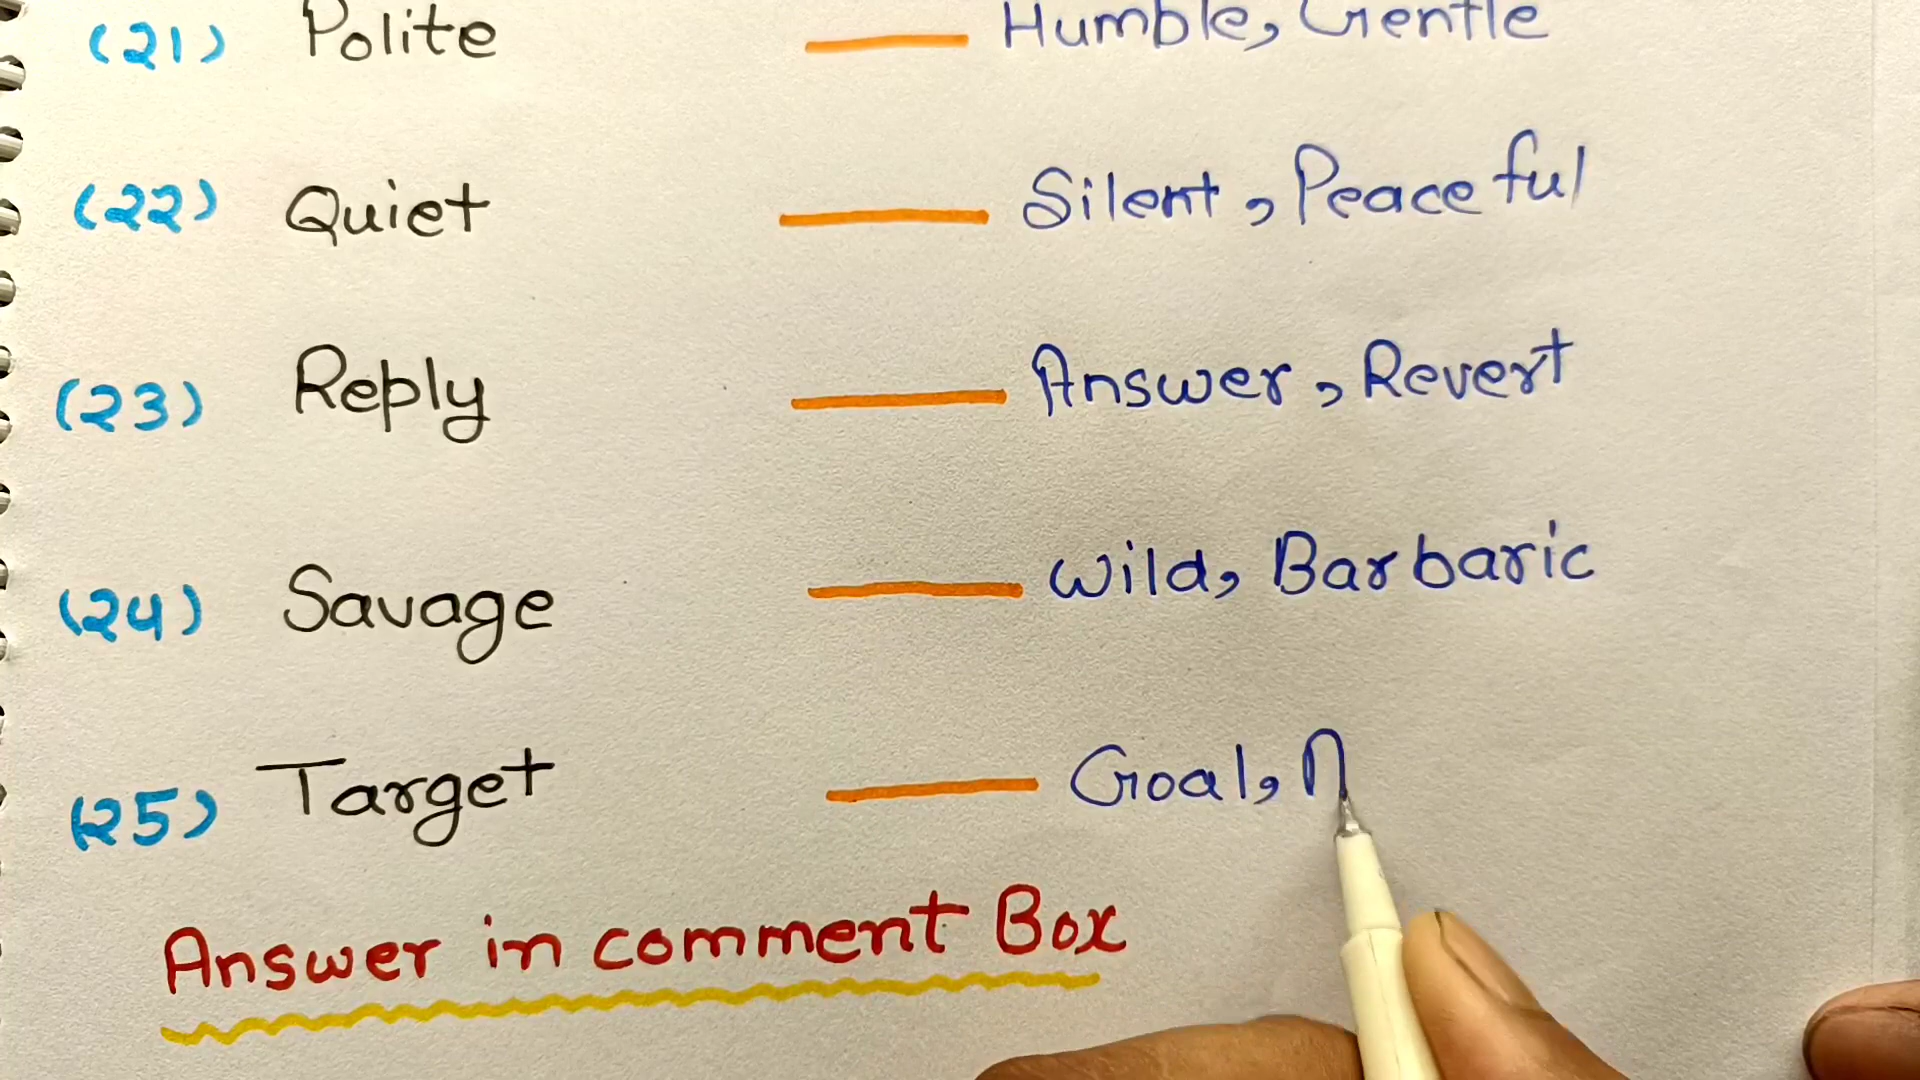 (21) Polite — Humble, Gentle
(22) Quiet — Silent, Peaceful
(23) Reply — Answer, Revert
(24) Savage — Wild, Barbaric
(25) Target — Goal,
Answer in comment Box